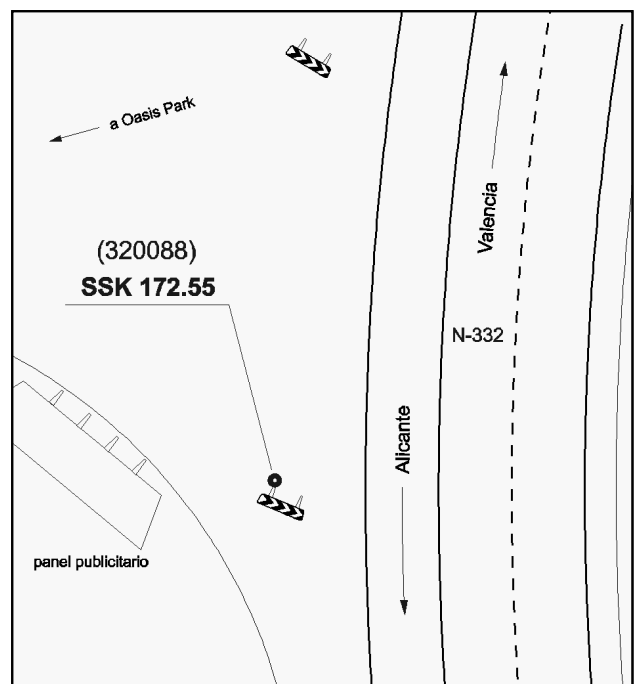 a Oasis Park
Valencia
(320088)
SSK 172.55
N-332
Alicante
panel publicitario